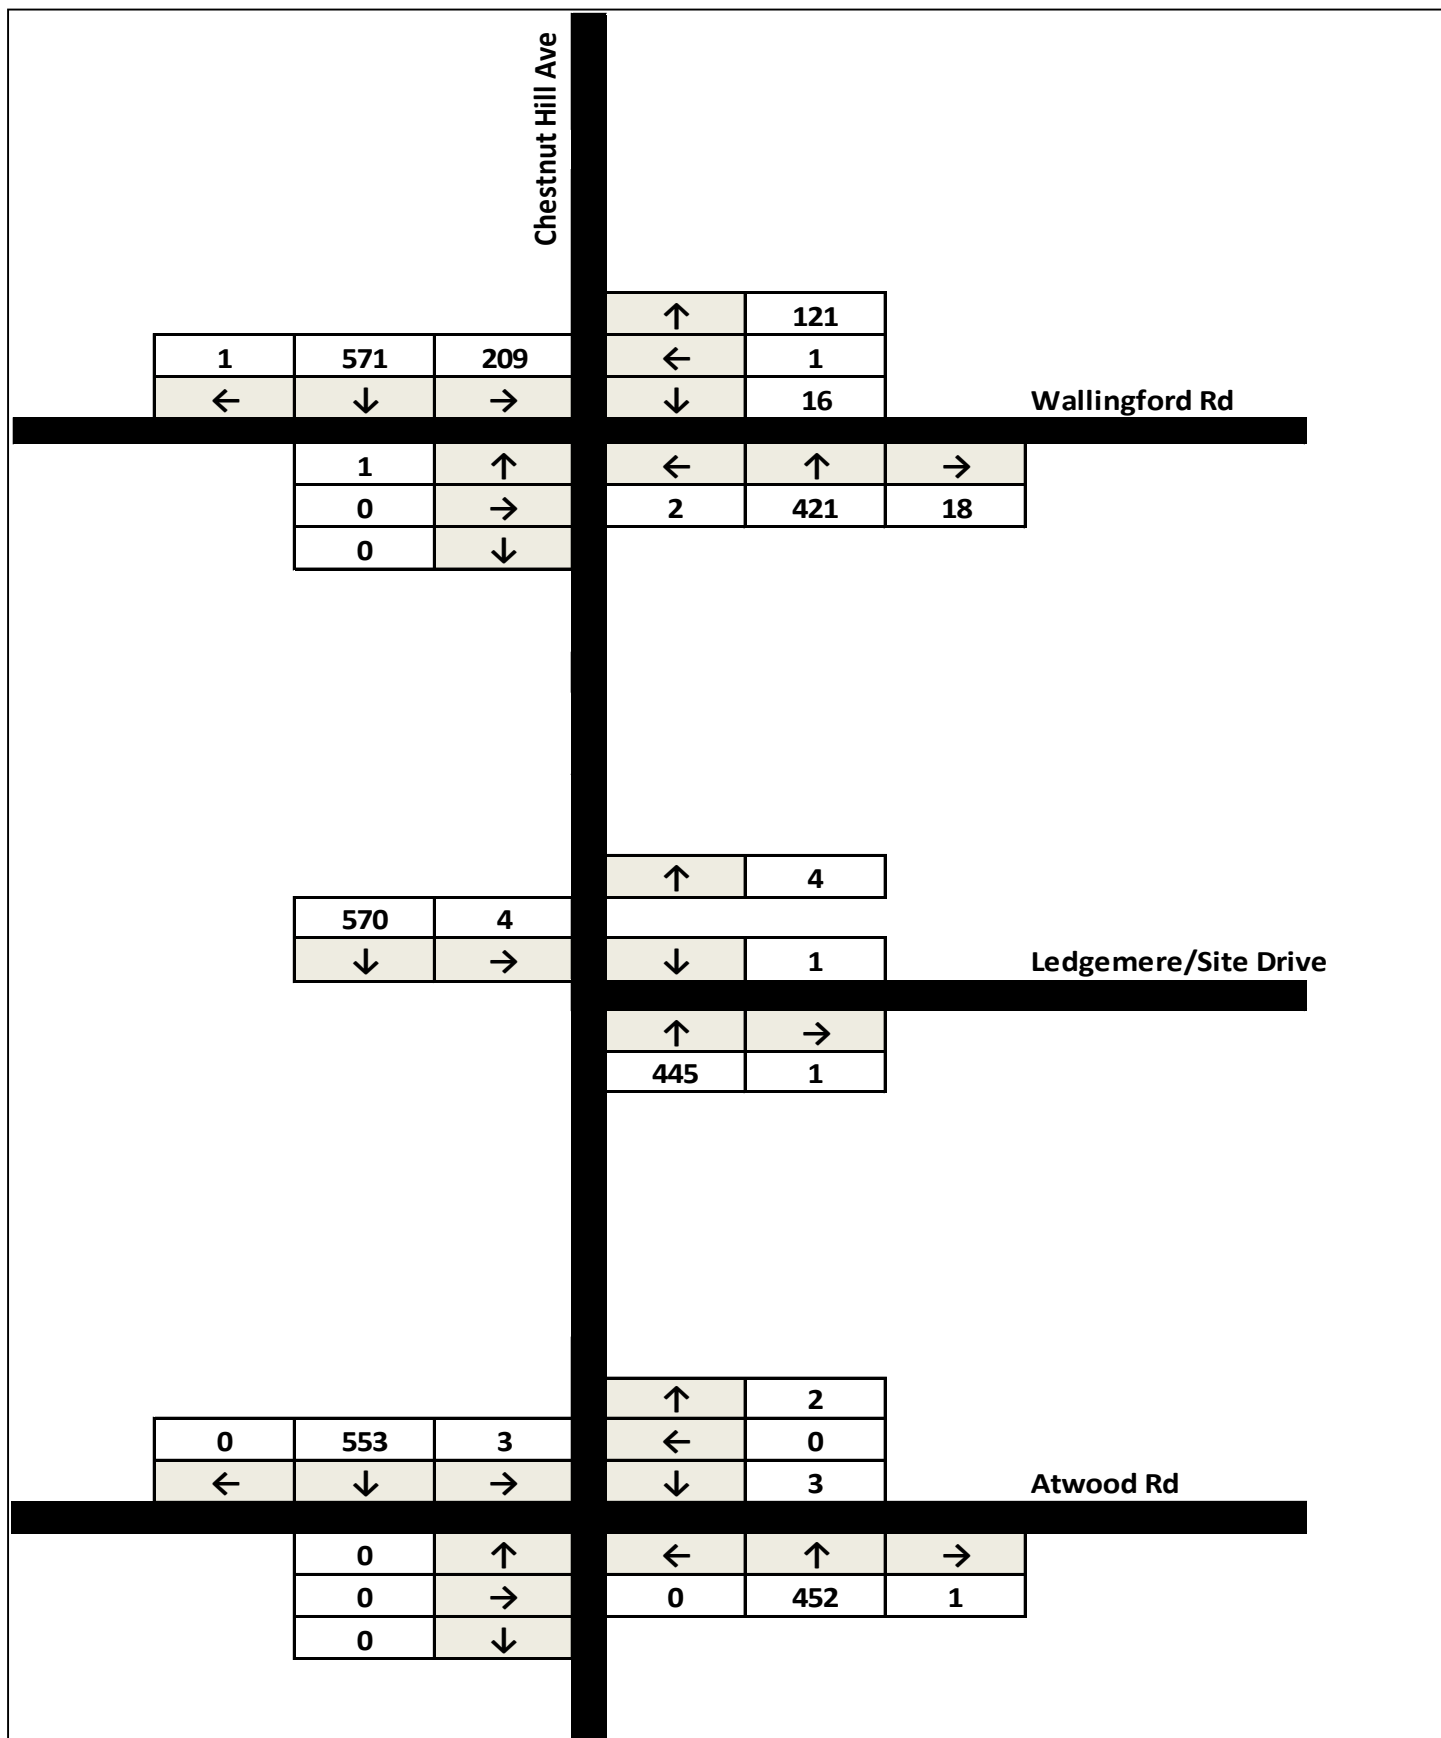 Chestnut Hill Ave
↑ 121
1 571 209 ← 1
← ↓ → ↓ 16 Wallingford Rd
1 ↑ ← ↑ →
0 → 2 421 18
0 ↓
↑ 4
570 4
↓ → ↓ 1 Ledgemere/Site Drive
↑ →
445 1
↑ 2
0 553 3 ← 0
← ↓ → ↓ 3 Atwood Rd
0 ↑ ← ↑ →
0 → 0 452 1
0 ↓